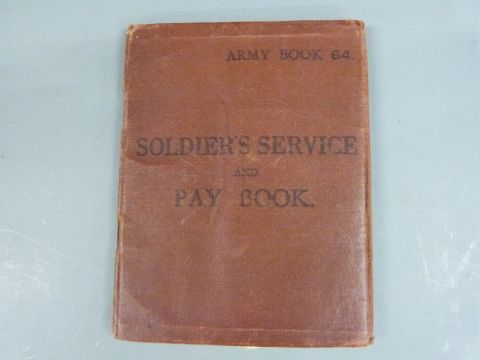 ARMY BOOK 64.
SOLDIER'S SERVICE
AND
PAY BOOK.